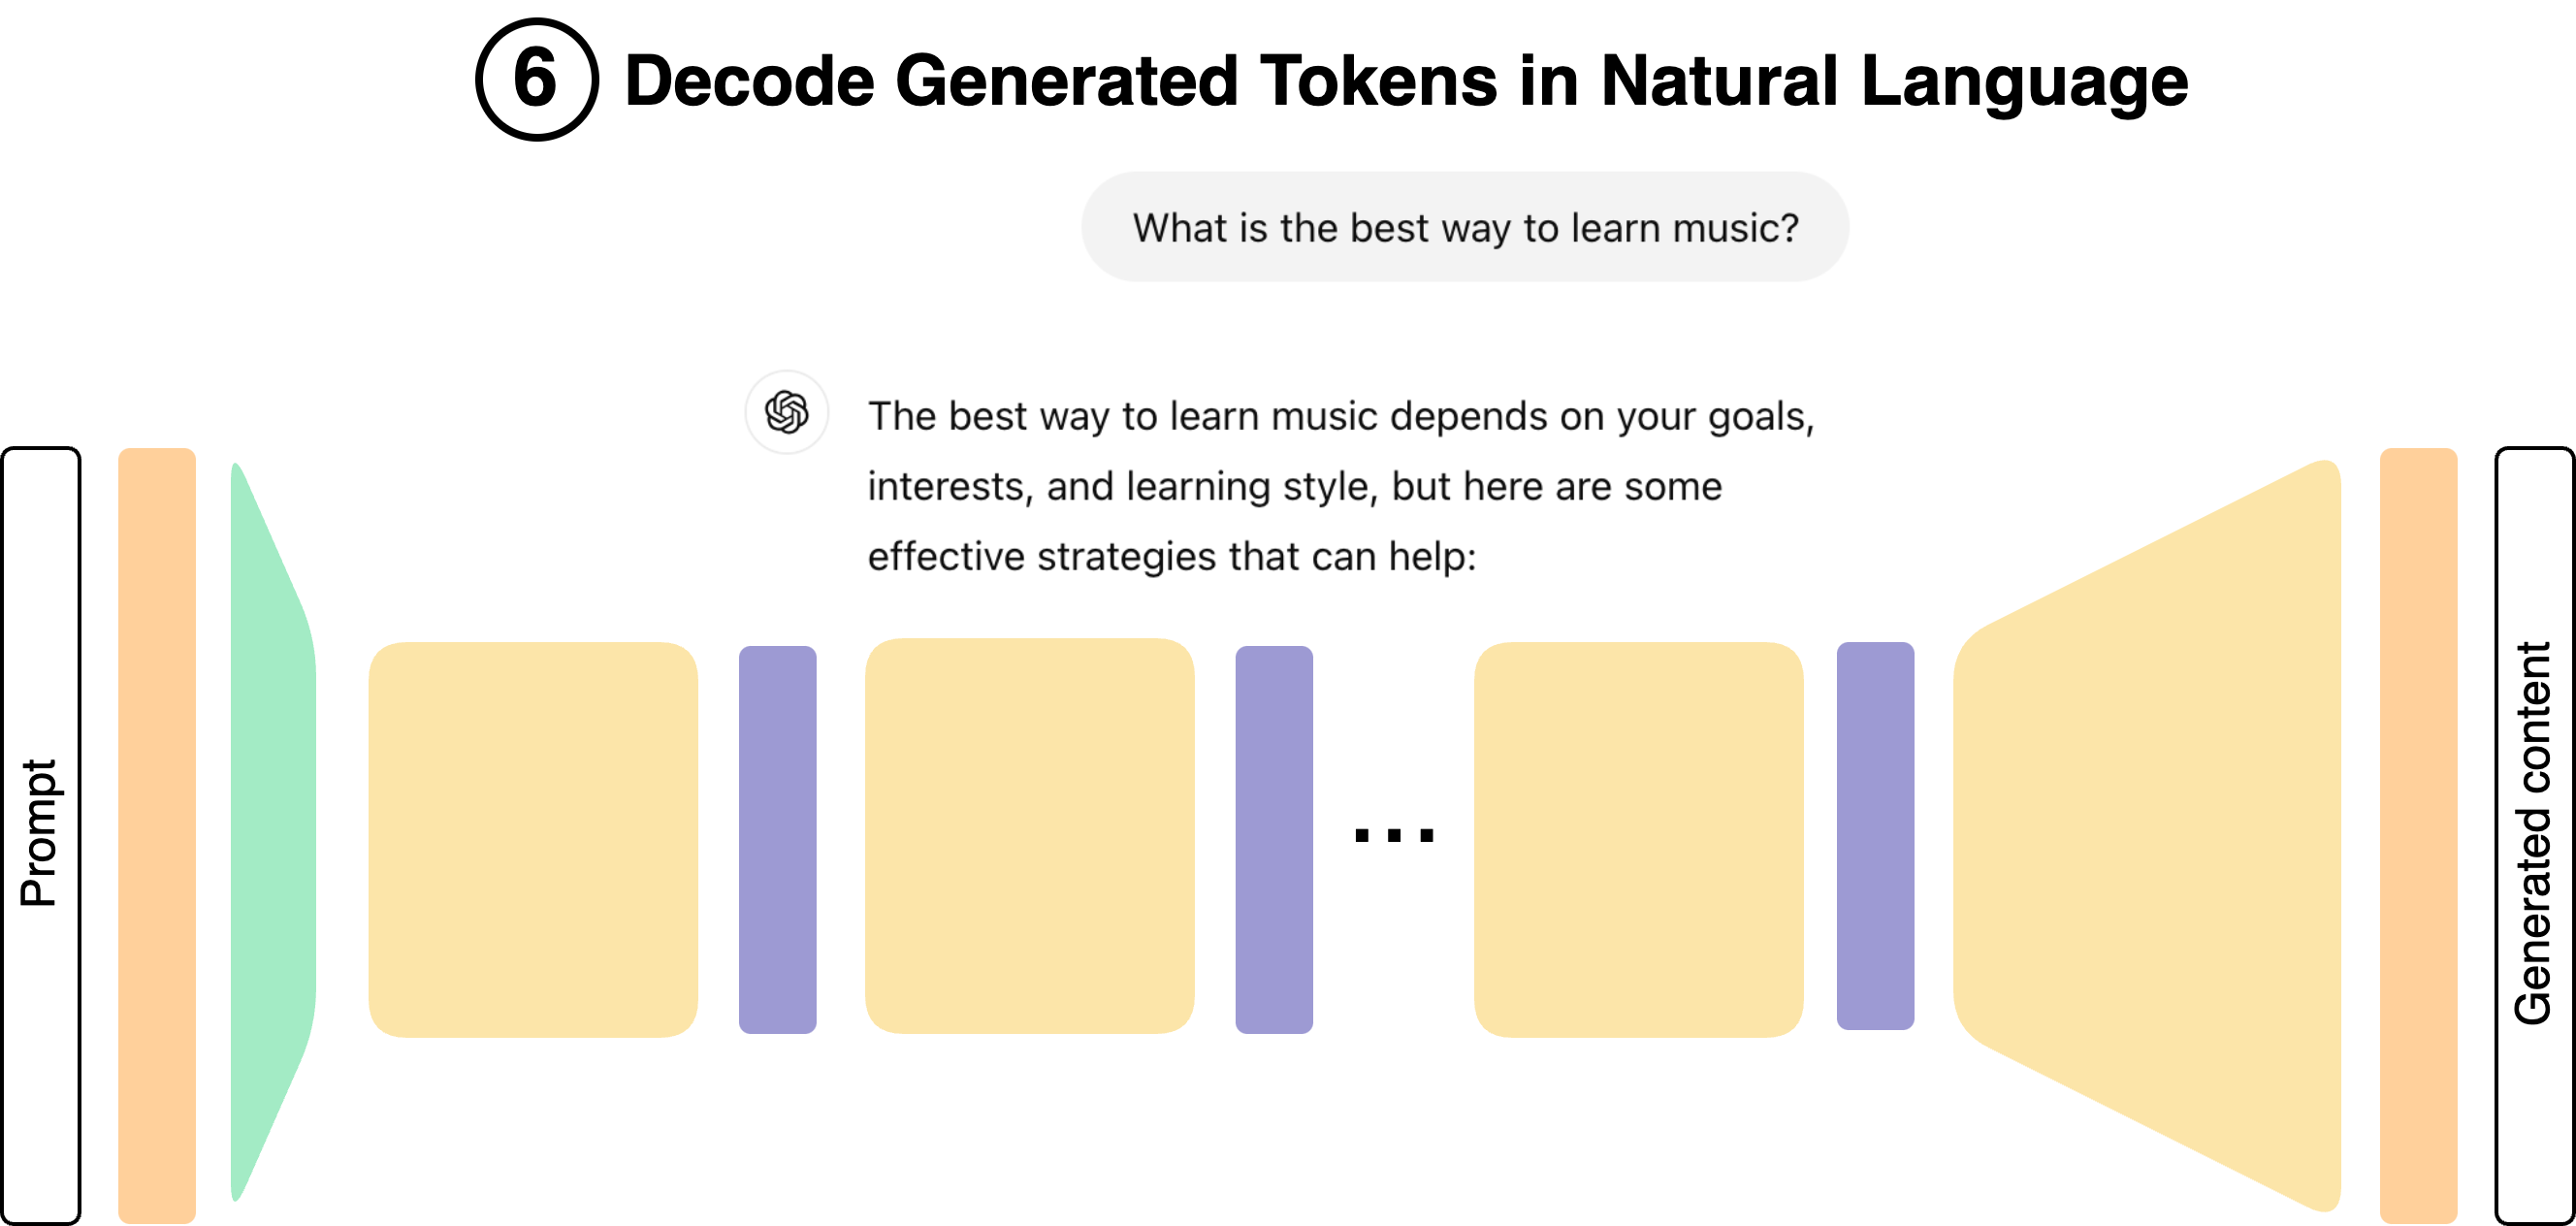 6 Decode Generated Tokens in Natural Language
What is the best way to learn music?
The best way to learn music depends on your goals,
interests, and learning style, but here are some
effective strategies that can help:
Prompt
...
Generated content